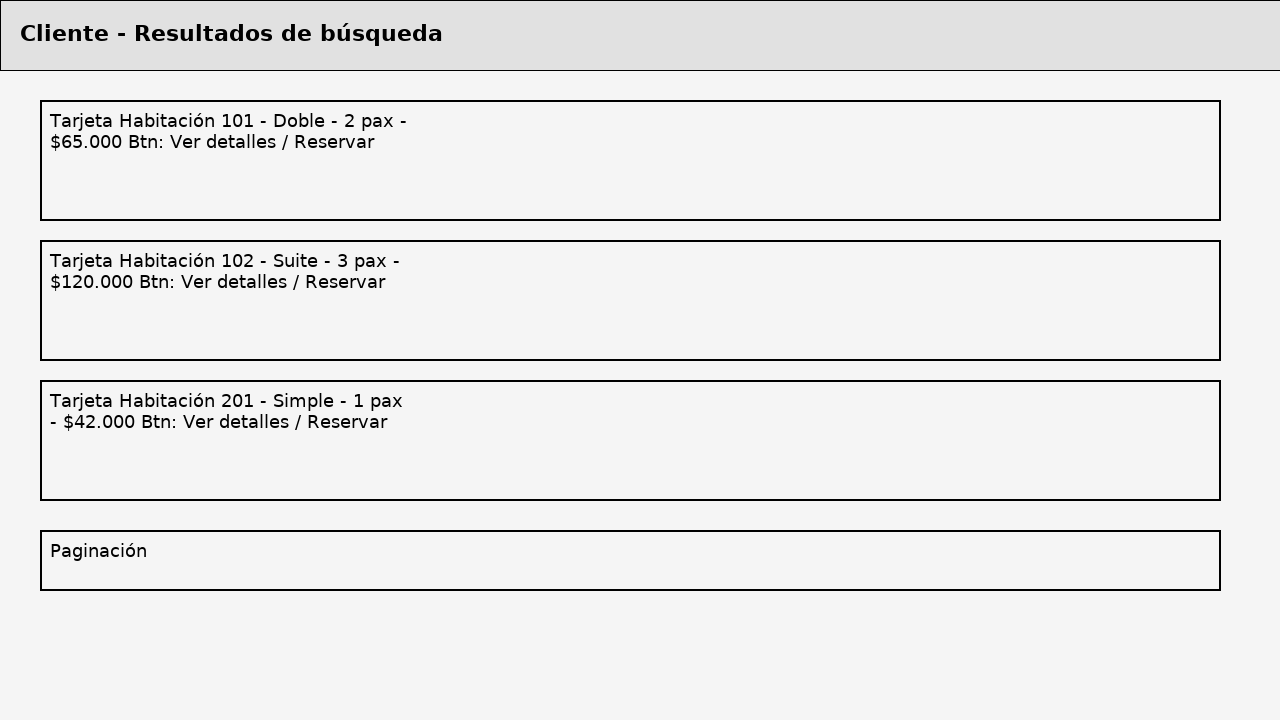 Cliente - Resultados de búsqueda
Tarjeta Habitación 101 - Doble - 2 pax -
$65.000 Btn: Ver detalles / Reservar
Tarjeta Habitación 102 - Suite - 3 pax -
$120.000 Btn: Ver detalles / Reservar
Tarjeta Habitación 201 - Simple - 1 pax
- $42.000 Btn: Ver detalles / Reservar
Paginación